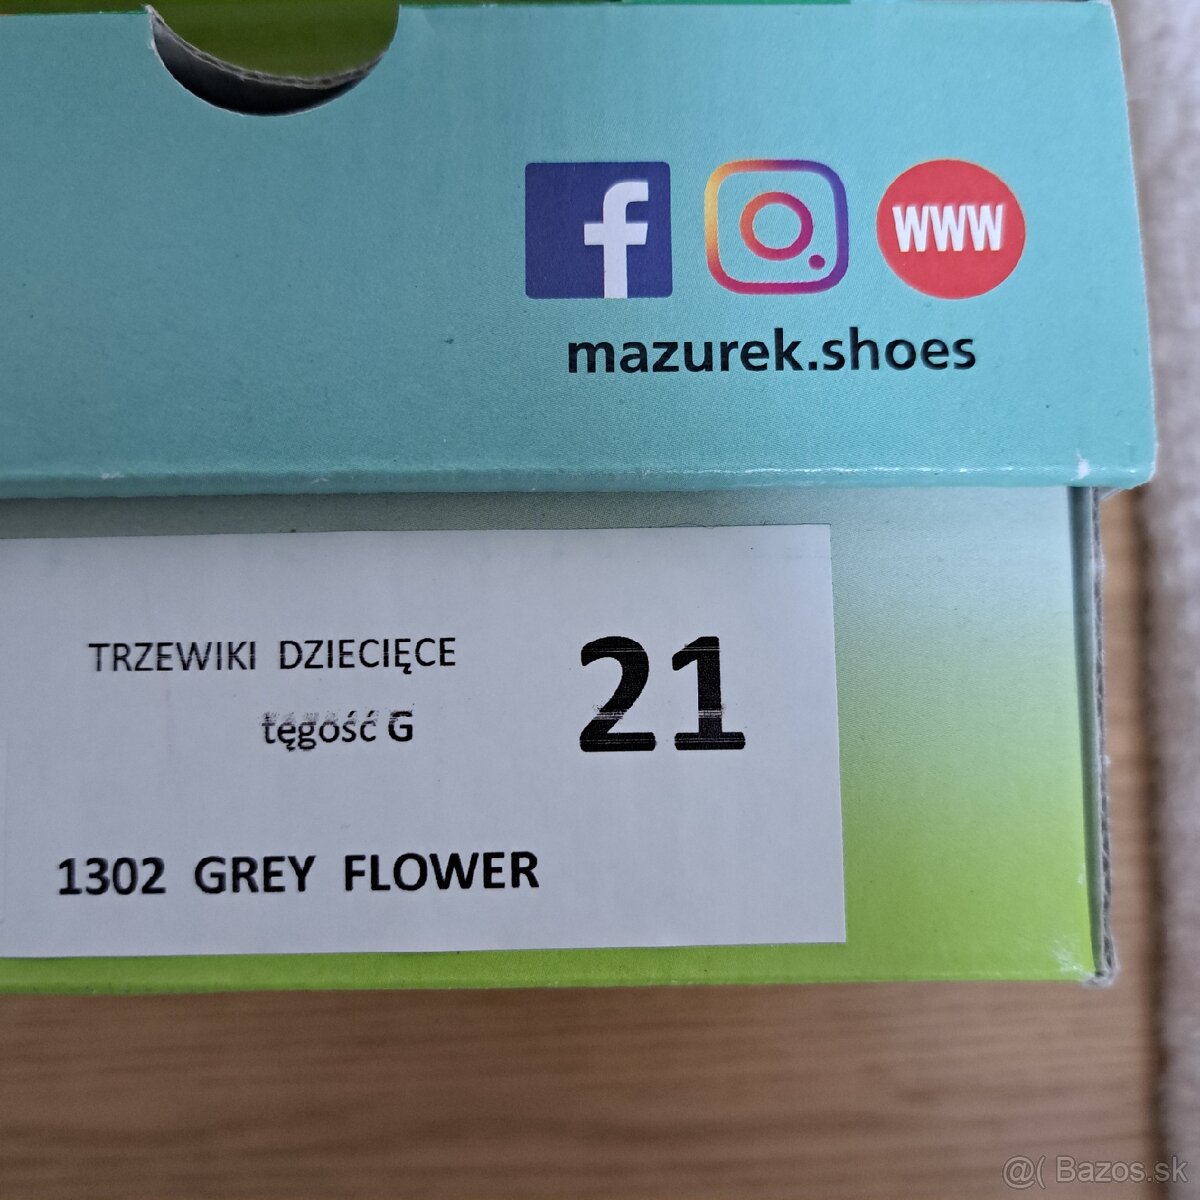 f WWW
mazurek.shoes
TRZEWIKI DZIECIĘCE
tęgość G
21
1302 GREY FLOWER
@( Bazos.sk